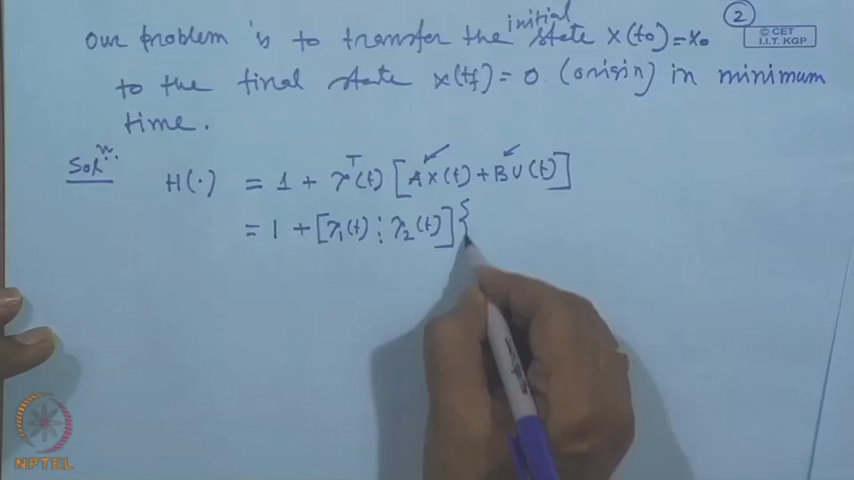 ②
© CET
I.I.T. KGP
Our problem is to transfer the initial state x(t₀)=x₀
to the final state x(tf)=0 (origin) in minimum
time.
Solⁿ:
H(·) = 1 + λᵀ(t) [Ax(t)+BU(t)]
= 1 + [λ₁(t) ⋮ λ₂(t)] {
NPTEL